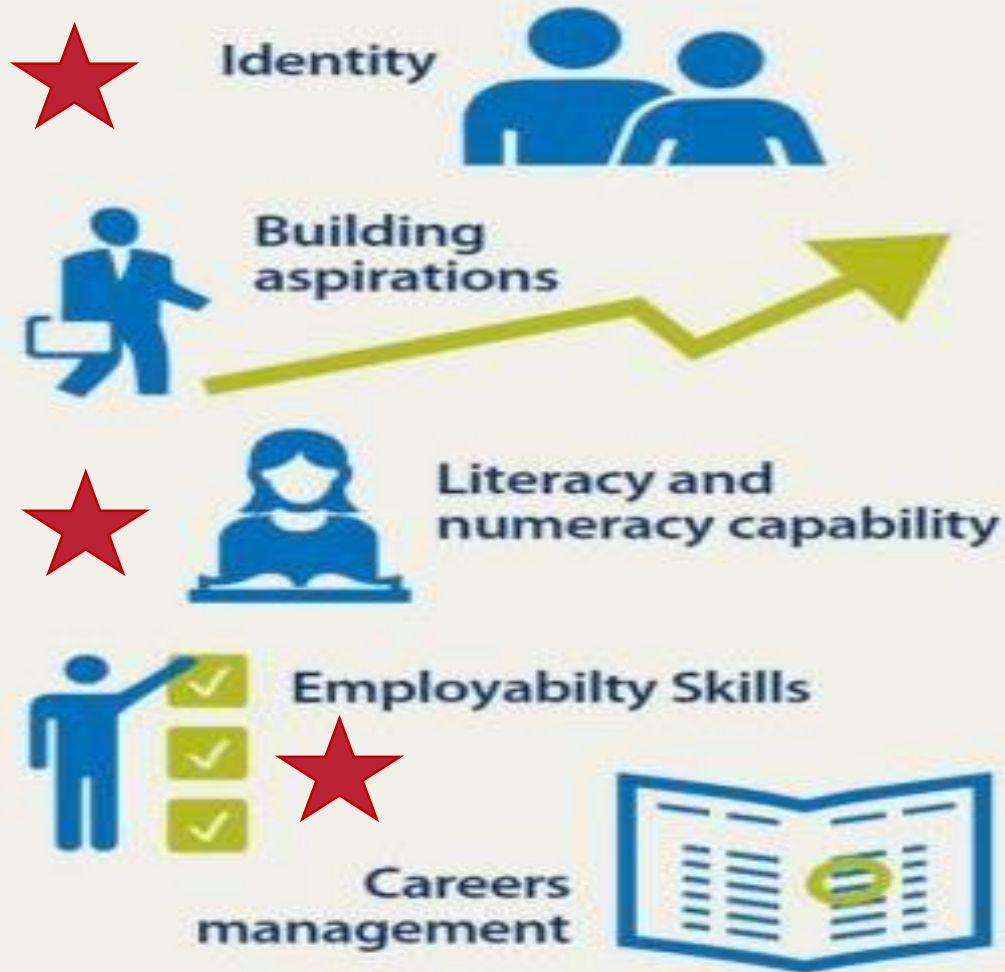 Identity
Building
aspirations
Literacy and
numeracy capability
Employabilty Skills
Careers
management